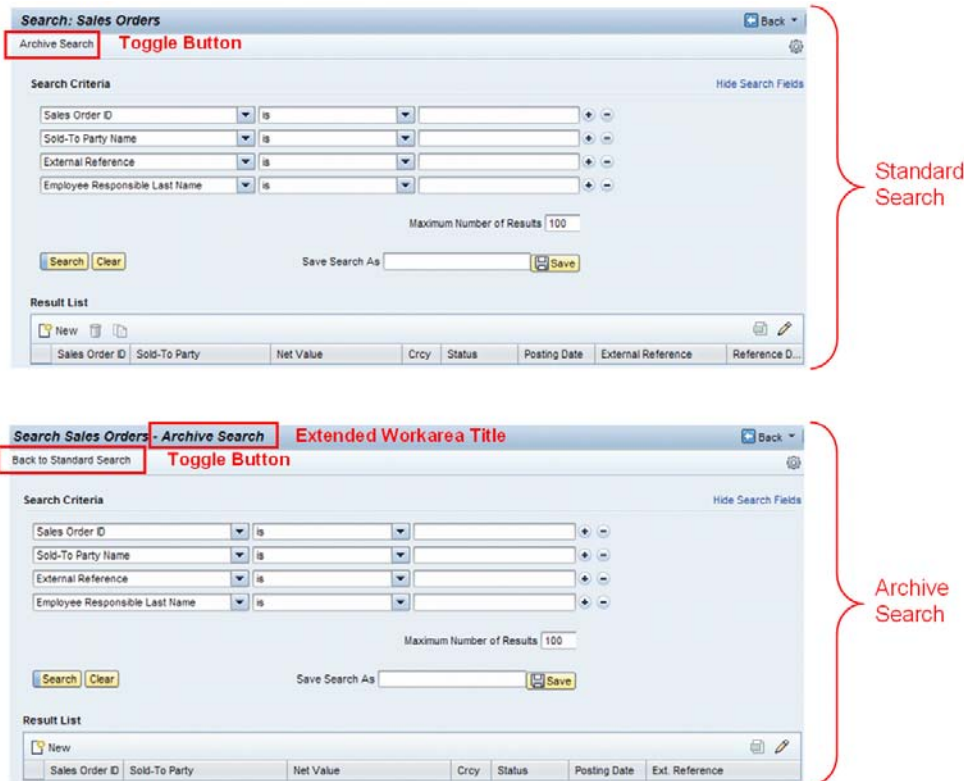 Search: Sales Orders Back
Archive Search Toggle Button
Search Criteria Hide Search Fields
Sales Order ID is
Sold-To Party Name is
External Reference is
Employee Responsible Last Name is
Maximum Number of Results 100
Search Clear Save Search As Save
Result List
New
Sales Order ID Sold-To Party Net Value Crcy Status Posting Date External Reference Reference D...
Standard
Search
Search Sales Orders - Archive Search Extended Workarea Title Back
Back to Standard Search Toggle Button
Search Criteria Hide Search Fields
Sales Order ID is
Sold-To Party Name is
External Reference is
Employee Responsible Last Name is
Maximum Number of Results 100
Search Clear Save Search As Save
Result List
New
Sales Order ID Sold-To Party Net Value Crcy Status Posting Date Ext. Reference
Archive
Search